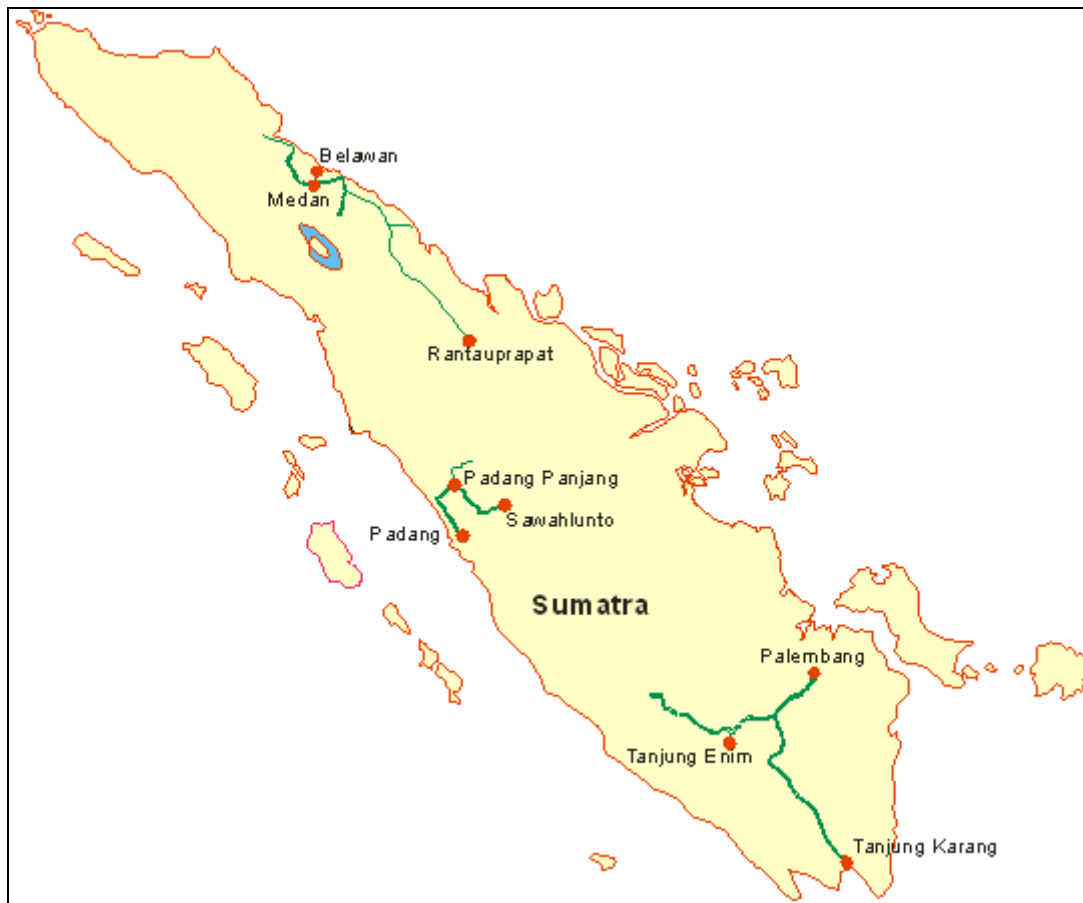 Belawan
Medan
Rantauprapat
Padang Panjang
Sawahlunto
Padang
Sumatra
Palembang
Tanjung Enim
Tanjung Karang